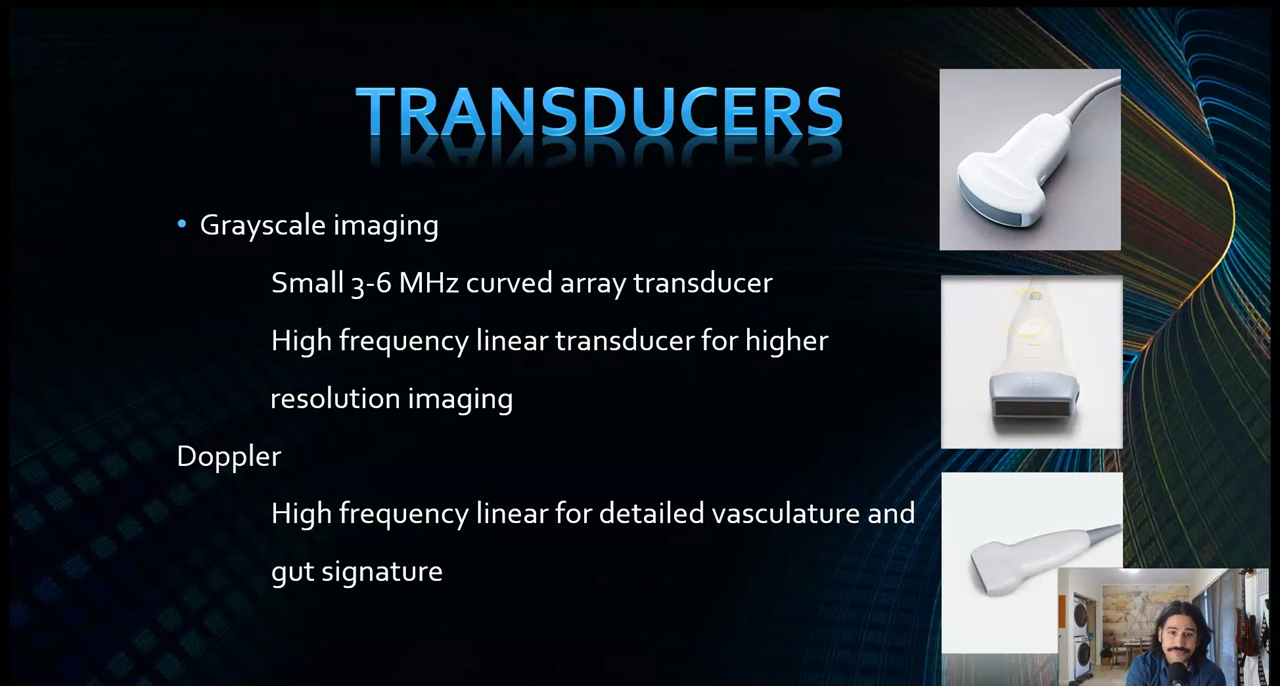 TRANSDUCERS
• Grayscale imaging
Small 3-6 MHz curved array transducer
High frequency linear transducer for higher
resolution imaging
Doppler
High frequency linear for detailed vasculature and
gut signature